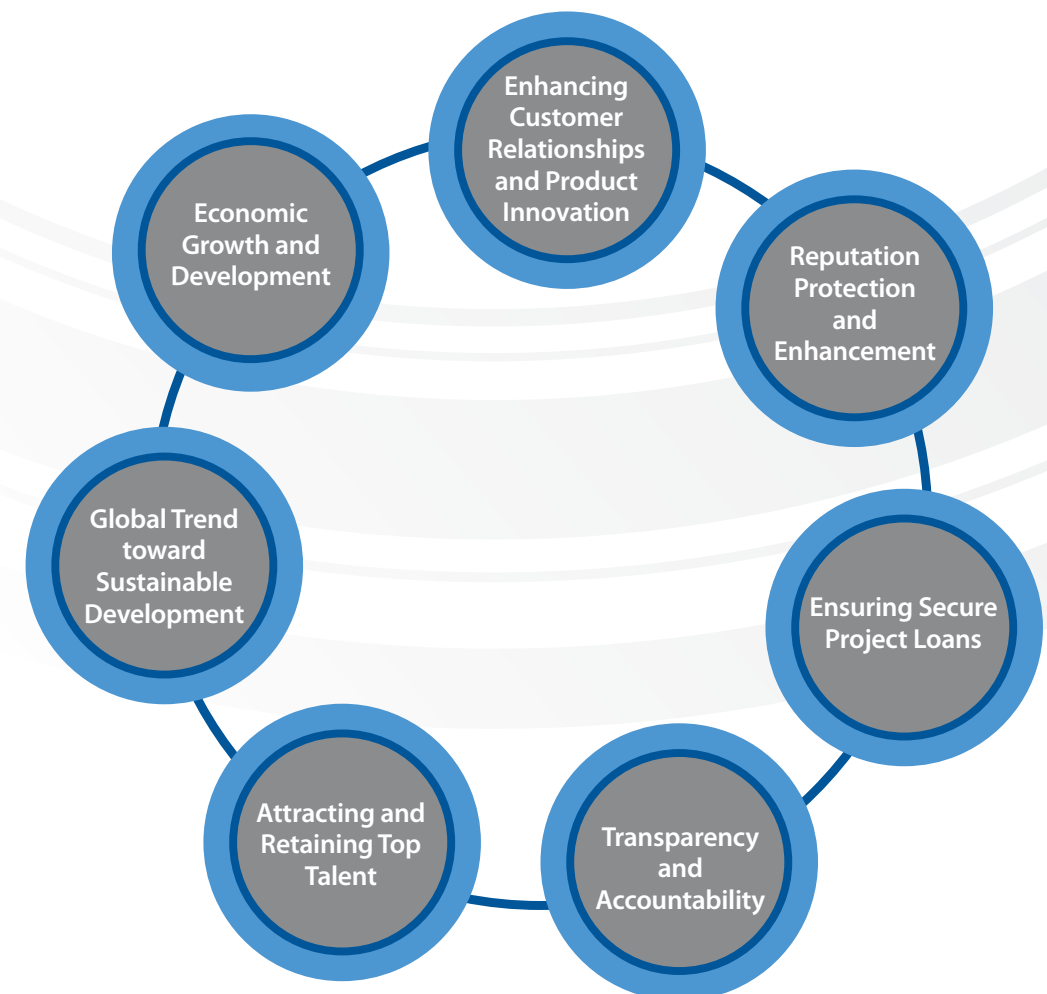 Enhancing
Customer
Relationships
and Product
Innovation
Economic
Growth and
Development
Reputation
Protection
and
Enhancement
Global Trend
toward
Sustainable
Development
Ensuring Secure
Project Loans
Attracting and
Retaining Top
Talent
Transparency
and
Accountability